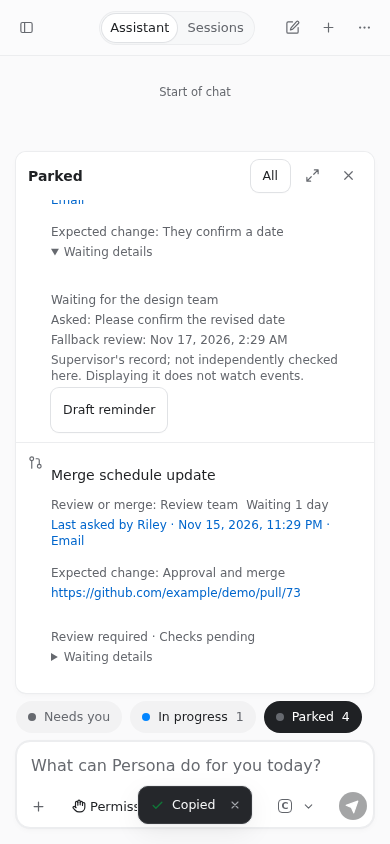 Assistant
Sessions
Start of chat
Parked
All
Email
Expected change: They confirm a date
Waiting details
Waiting for the design team
Asked: Please confirm the revised date
Fallback review: Nov 17, 2026, 2:29 AM
Supervisor's record; not independently checked
here. Displaying it does not watch events.
Draft reminder
Merge schedule update
Review or merge: Review team Waiting 1 day
Last asked by Riley · Nov 15, 2026, 11:29 PM ·
Email
Expected change: Approval and merge
https://github.com/example/demo/pull/73
Review required · Checks pending
Waiting details
Needs you
In progress 1
Parked 4
What can Persona do for you today?
Permiss
Copied
C